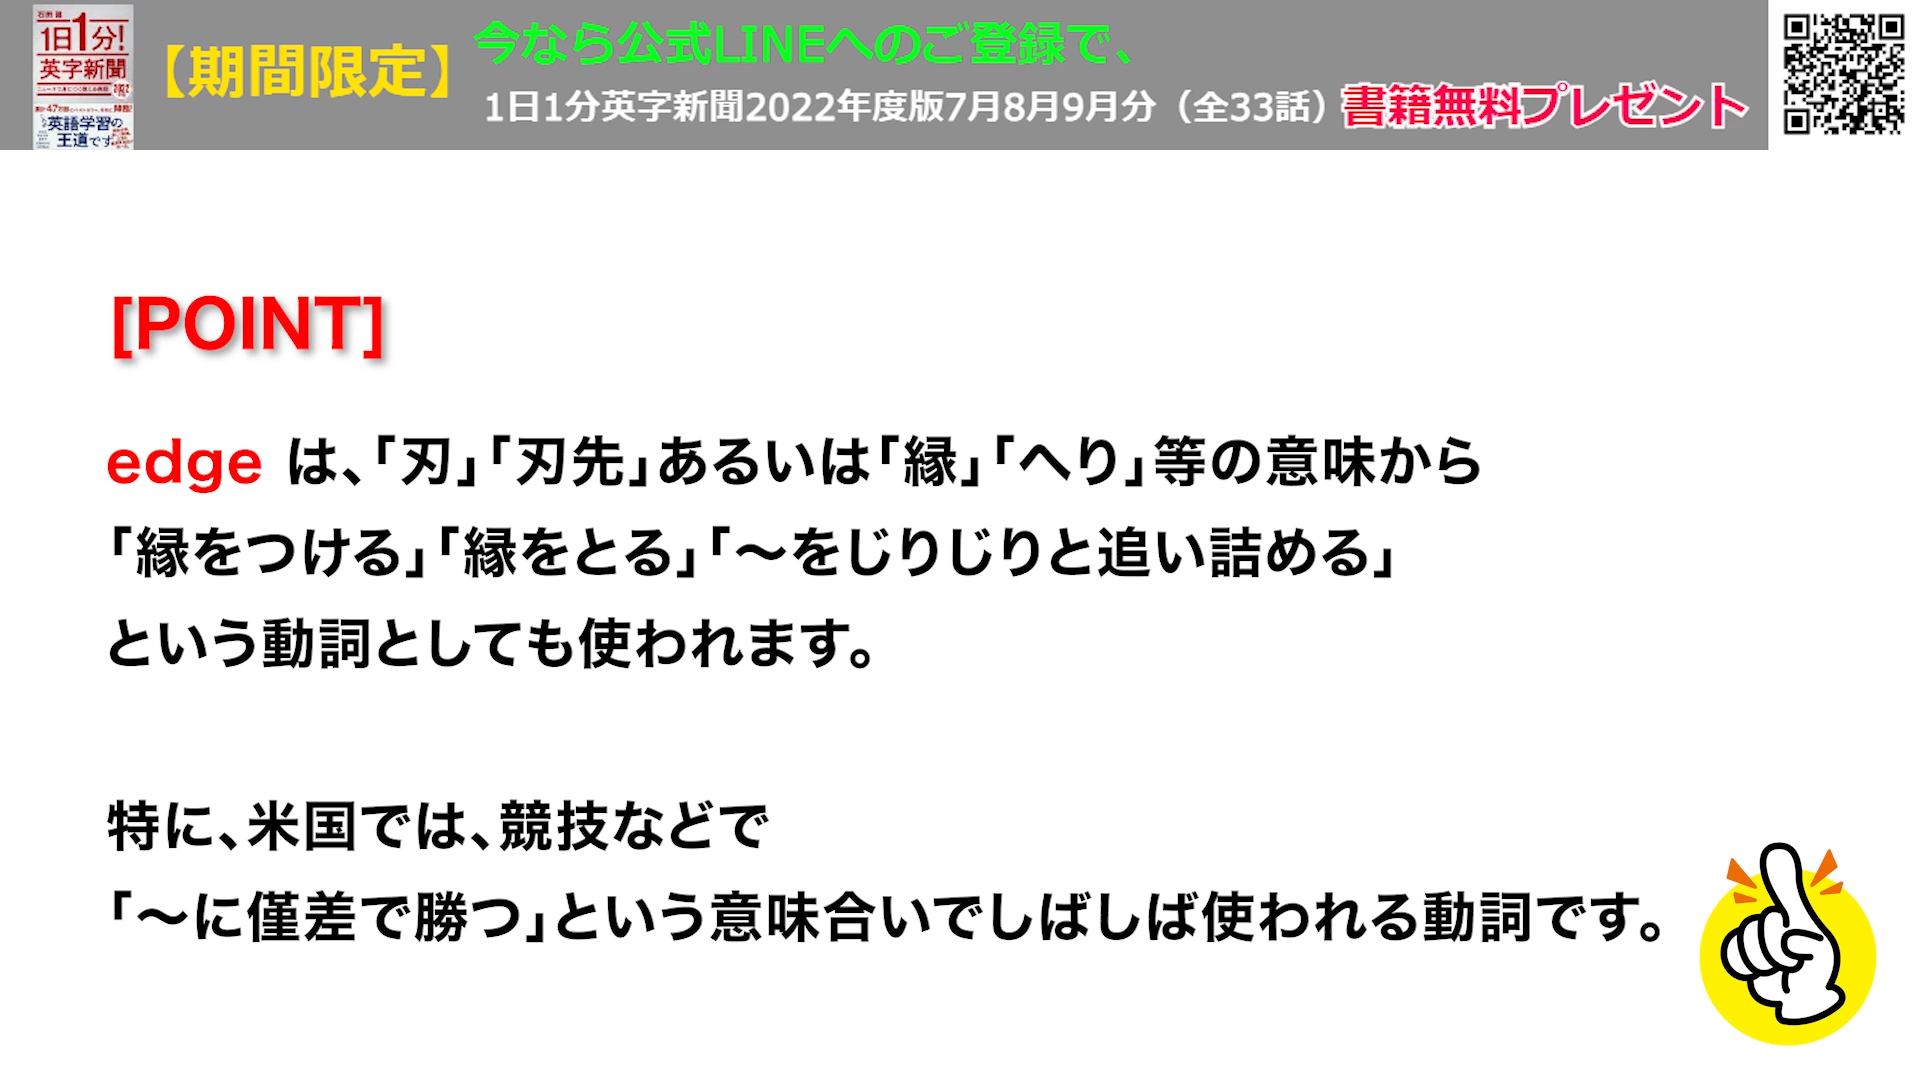 石田 健
1日1分!
英字新聞
2022
英語学習の
王道です
【期間限定】
今なら公式LINEへのご登録で、
1日1分英字新聞2022年度版7月8月9月分（全33話）書籍無料プレゼント
[POINT]
edge は、「刃」「刃先」あるいは「縁」「へり」等の意味から
「縁をつける」「縁をとる」「～をじりじりと追い詰める」
という動詞としても使われます。
特に、米国では、競技などで
「～に僅差で勝つ」という意味合いでしばしば使われる動詞です。